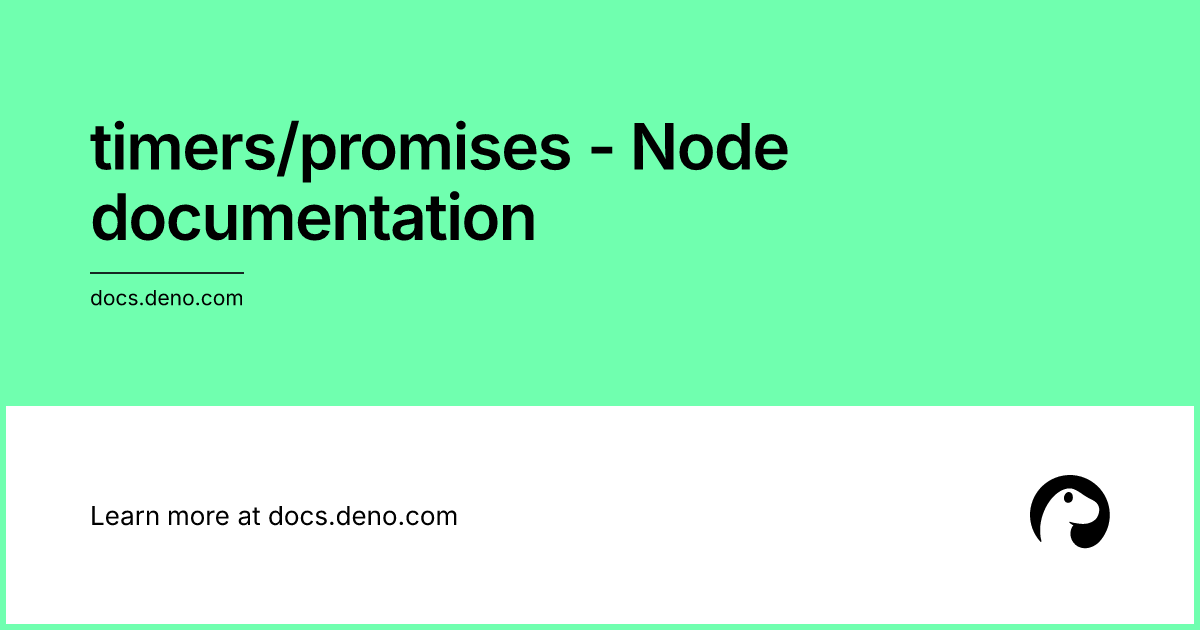 timers/promises - Node
documentation
docs.deno.com
Learn more at docs.deno.com